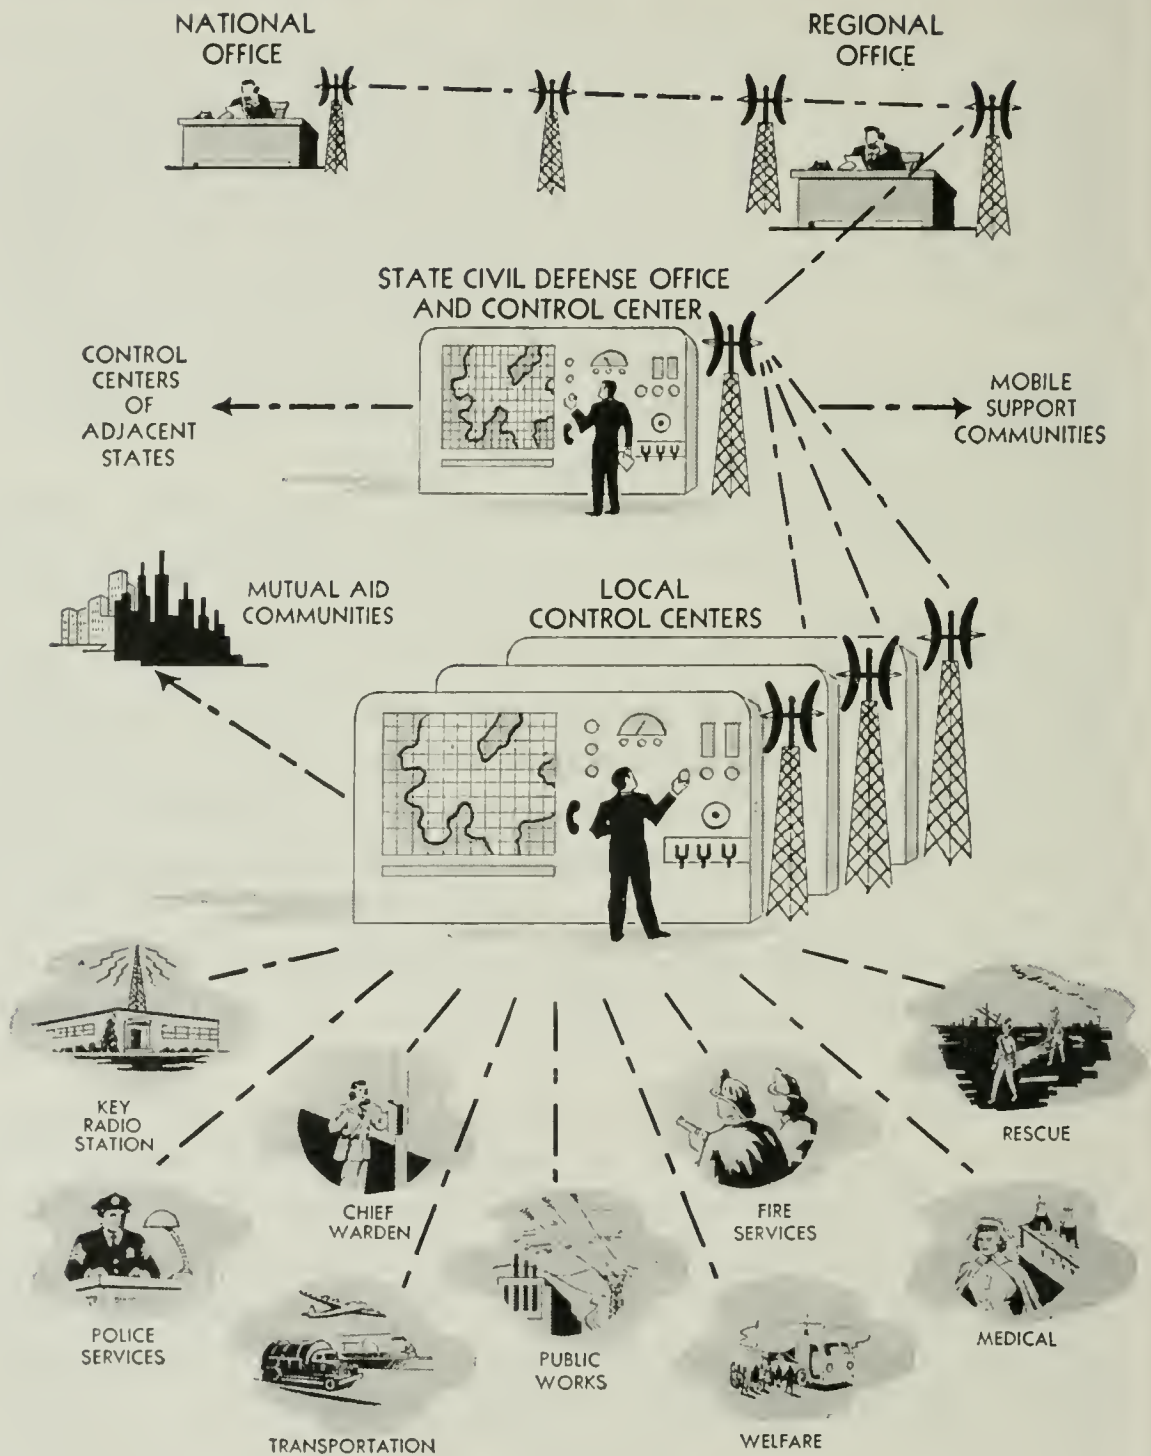 NATIONAL
OFFICE
REGIONAL
OFFICE
STATE CIVIL DEFENSE OFFICE
AND CONTROL CENTER
CONTROL
CENTERS
OF
ADJACENT
STATES
MOBILE
SUPPORT
COMMUNITIES
MUTUAL AID
COMMUNITIES
LOCAL
CONTROL CENTERS
KEY
RADIO
STATION
CHIEF
WARDEN
FIRE
SERVICES
RESCUE
POLICE
SERVICES
TRANSPORTATION
PUBLIC
WORKS
WELFARE
MEDICAL